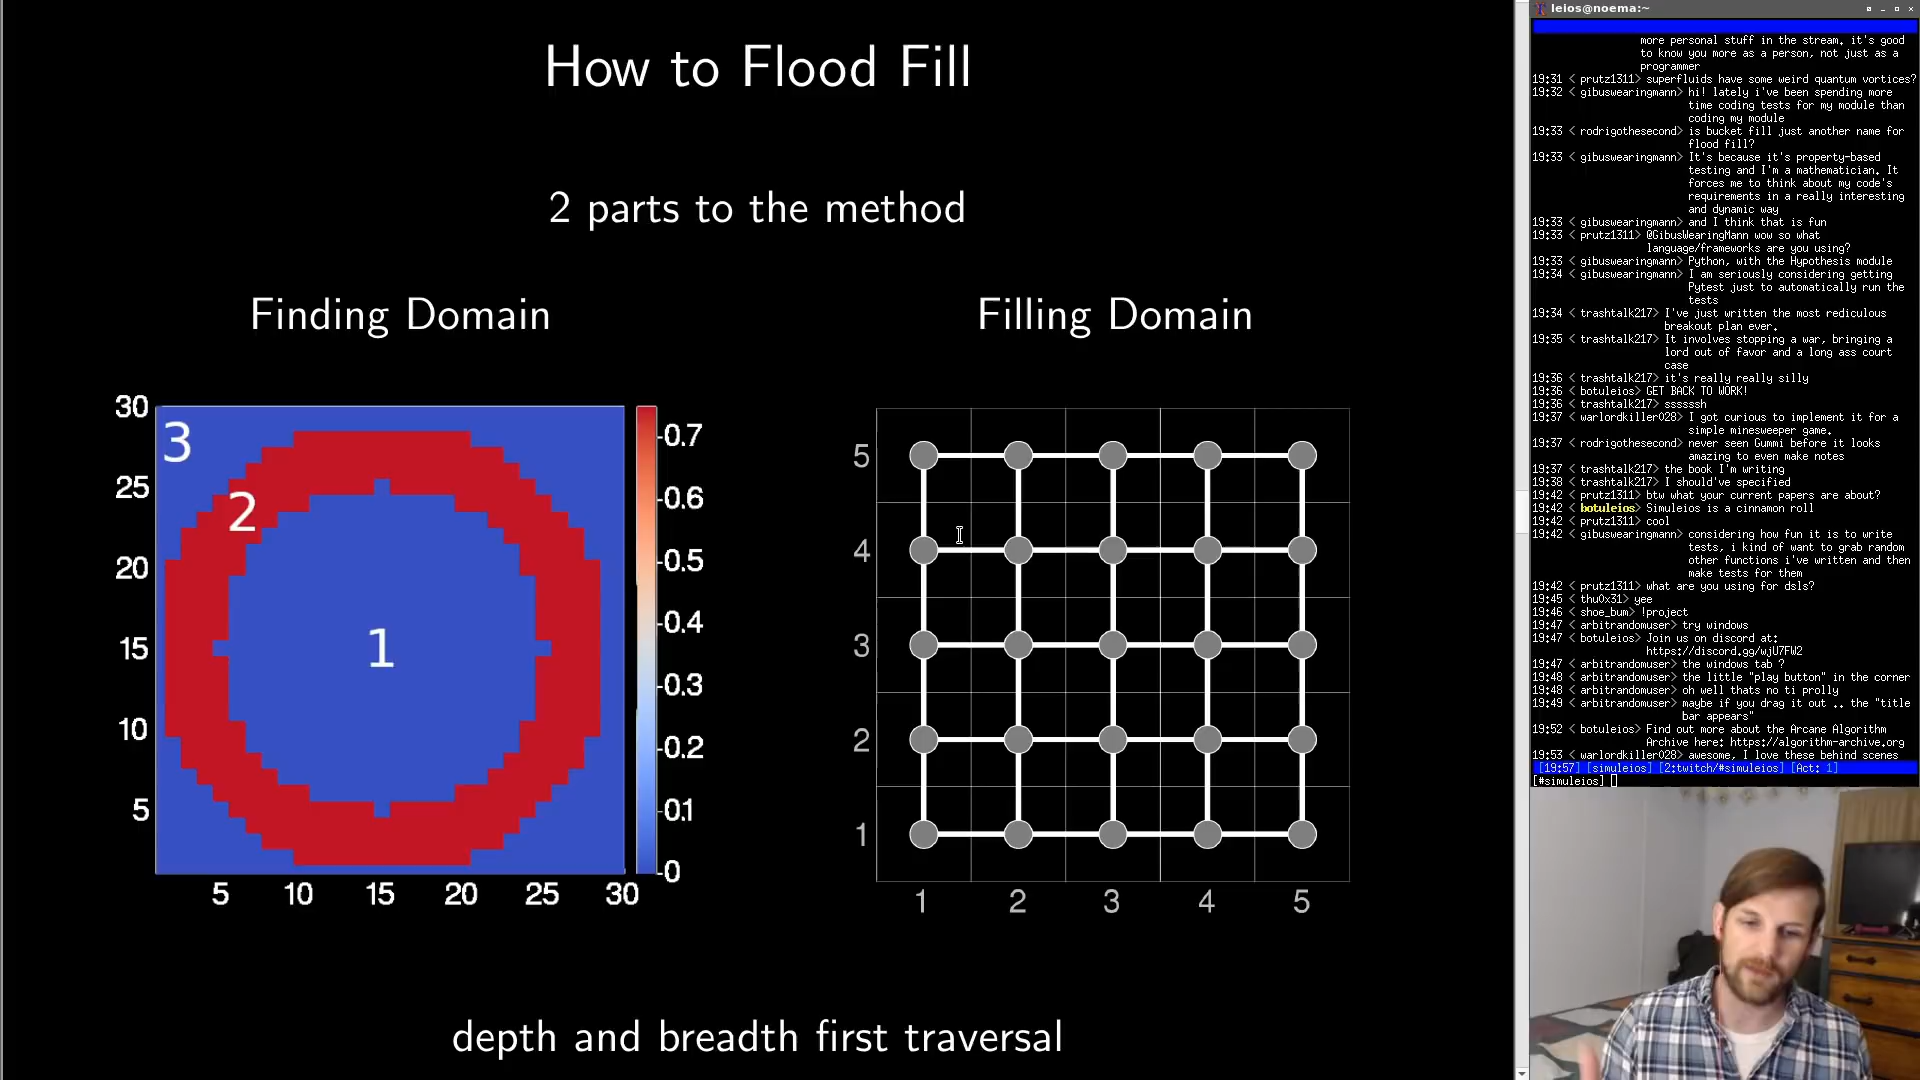 How to Flood Fill
2 parts to the method
Finding Domain
Filling Domain
30
25
20
15
10
5
5
10
15
20
25
30
3
2
1
0.7
0.6
0.5
0.4
0.3
0.2
0.1
0
5
4
3
2
1
1
2
3
4
5
depth and breadth first traversal
leios@noema:~
more personal stuff in the stream. it's good
to know you more as a person, not just as a
programmer
19:31 < prutz1311> superfluids have some weird quantum vortices?
19:32 < gibuswearingmann> hi! lately i've been spending more
time coding tests for my module than
coding my module
19:33 < rodrigothesecond> is bucket fill just another name for
flood fill?
19:33 < gibuswearingmann> It's because it's property-based
testing and I'm a mathematician. It
forces me to think about my code's
requirements in a really interesting
and dynamic way
19:33 < gibuswearingmann> and I think that is fun
19:33 < prutz1311> @GibusWearingMann wow so what
language/frameworks are you using?
19:33 < gibuswearingmann> Python, with the Hypothesis module
19:34 < gibuswearingmann> I am seriously considering getting
Pytest just to automatically run the
tests
19:34 < trashtalk217> I've just written the most rediculous
breakout plan ever.
19:35 < trashtalk217> It involves stopping a war, bringing a
lord out of favor and a long ass court
case
19:36 < trashtalk217> it's really really silly
19:36 < botuleios> GET BACK TO WORK!
19:36 < trashtalk217> ssssssh
19:37 < warlordkiller028> I got curious to implement it for a
simple minesweeper game.
19:37 < rodrigothesecond> never seen Gummi before it looks
amazing to even make notes
19:37 < trashtalk217> the book I'm writing
19:38 < trashtalk217> I should've specified
19:42 < prutz1311> btw what your current papers are about?
19:42 < botuleios> Simuleios is a cinnamon roll
19:42 < prutz1311> cool
19:42 < gibuswearingmann> considering how fun it is to write
tests, i kind of want to grab random
other functions i've written and then
make tests for them
19:42 < prutz1311> what are you using for dsls?
19:45 < thu0x31> yee
19:46 < shoe_bum> !project
19:47 < arbitrandomuser> try windows
19:47 < botuleios> Join us on discord at:
https://discord.gg/wjU7FW2
19:47 < arbitrandomuser> the windows tab ?
19:48 < arbitrandomuser> the little "play button" in the corner
19:48 < arbitrandomuser> oh well thats no ti prolly
19:49 < arbitrandomuser> maybe if you drag it out .. the "title
bar appears"
19:52 < botuleios> Find out more about the Arcane Algorithm
Archive here: https://algorithm-archive.org
19:53 < warlordkiller028> awesome, I love these behind scenes
[19:57] [simuleios] [2:twitch/#simuleios] [Act: 1]
[#simuleios]